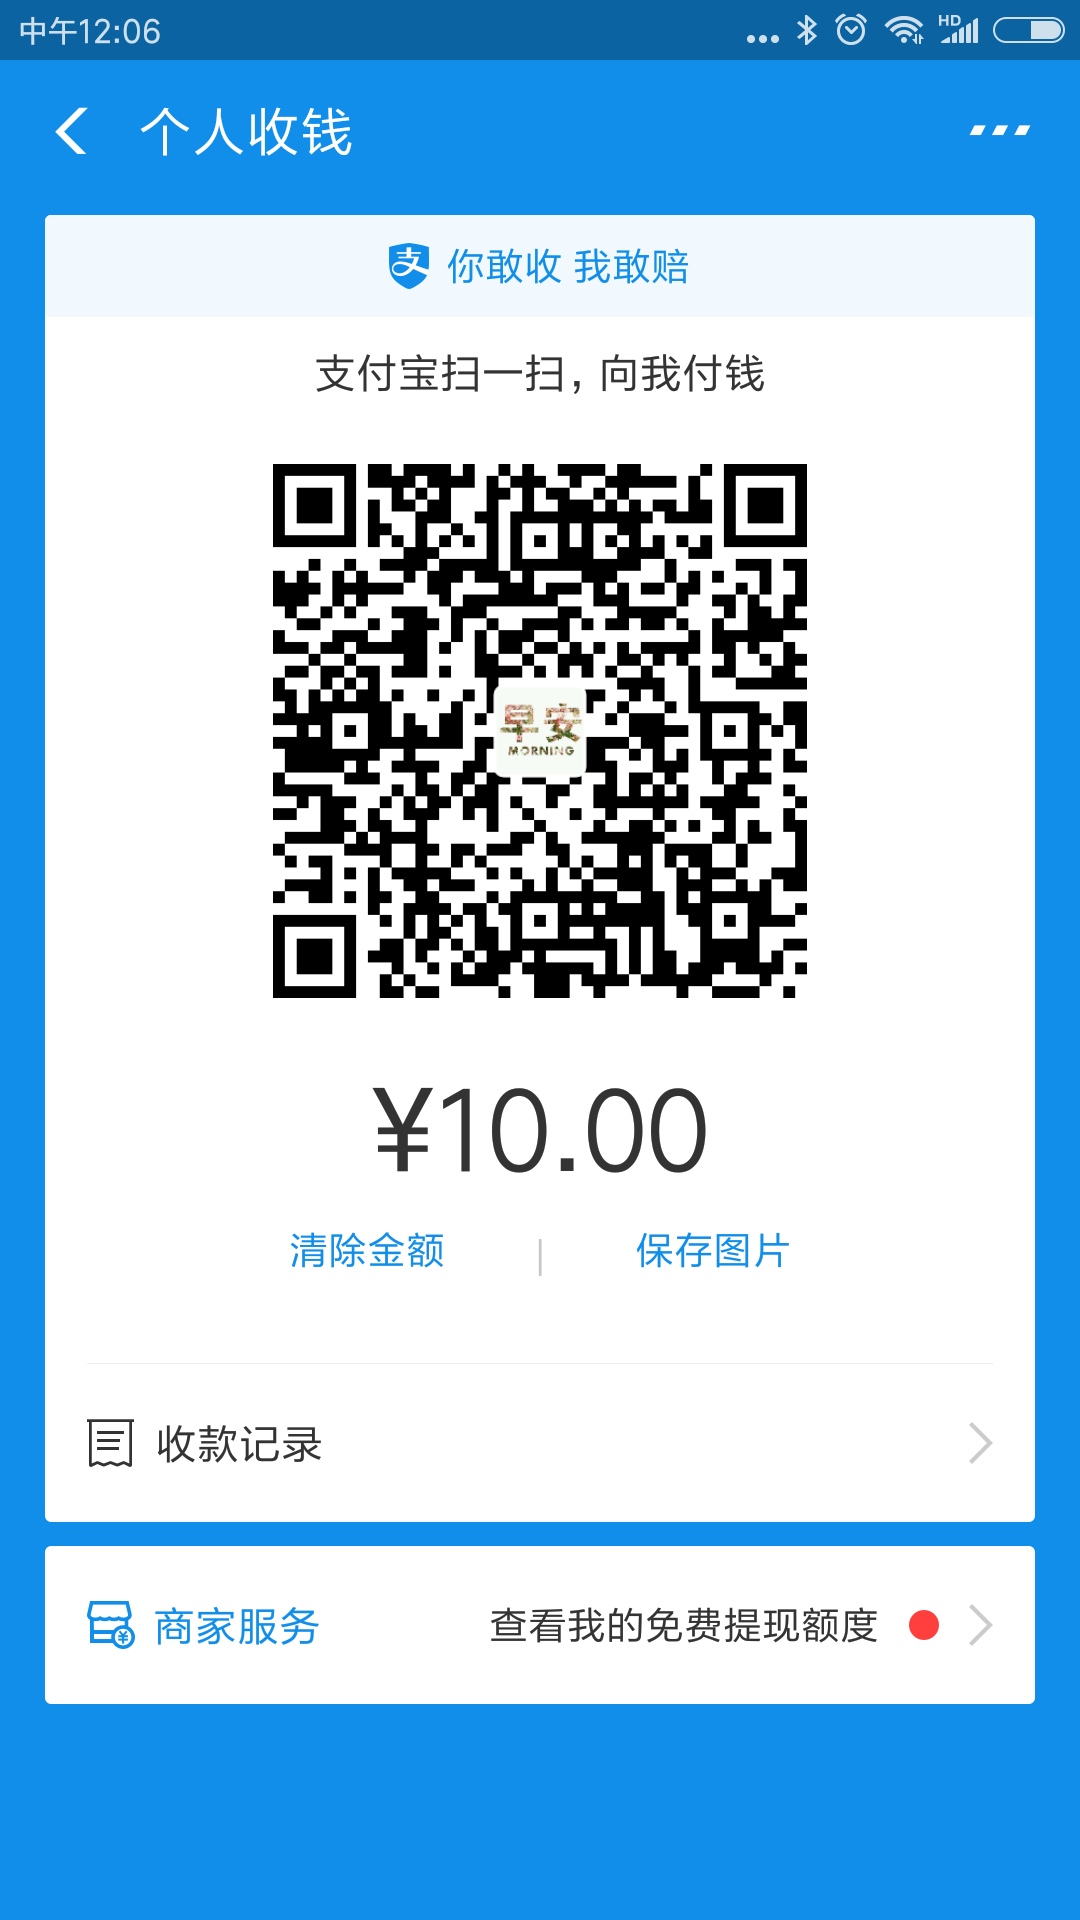 中午12:06
HD
个人收钱
支 你敢收 我敢赔
支付宝扫一扫，向我付钱
早安
MORNING
¥10.00
清除金额 | 保存图片
收款记录
商家服务 查看我的免费提现额度